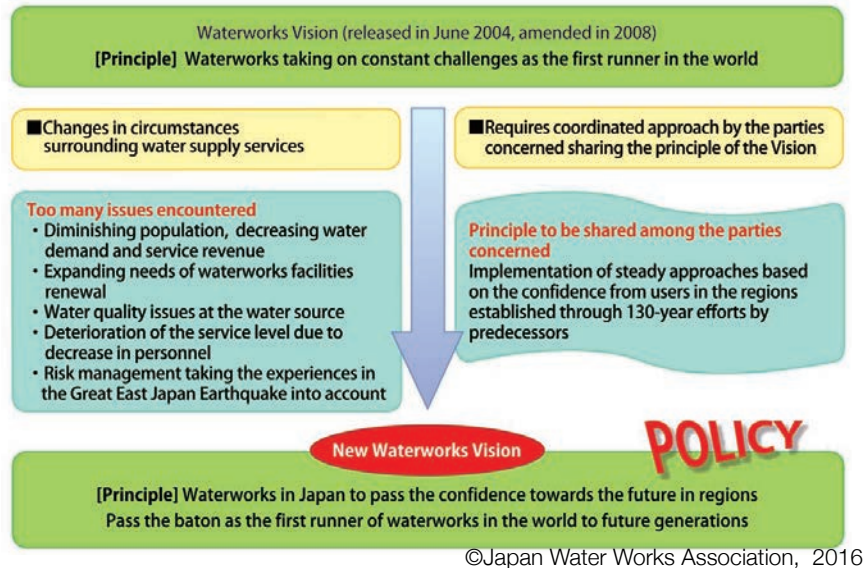 Waterworks Vision (released in June 2004, amended in 2008)
[Principle] Waterworks taking on constant challenges as the first runner in the world
■Changes in circumstances
surrounding water supply services
■Requires coordinated approach by the parties
concerned sharing the principle of the Vision
Too many issues encountered
・Diminishing population, decreasing water
demand and service revenue
・Expanding needs of waterworks facilities
renewal
・Water quality issues at the water source
・Deterioration of the service level due to
decrease in personnel
・Risk management taking the experiences in
the Great East Japan Earthquake into account
Principle to be shared among the parties
concerned
Implementation of steady approaches based
on the confidence from users in the regions
established through 130-year efforts by
predecessors
New Waterworks Vision
POLICY
[Principle] Waterworks in Japan to pass the confidence towards the future in regions
Pass the baton as the first runner of waterworks in the world to future generations
©Japan Water Works Association, 2016